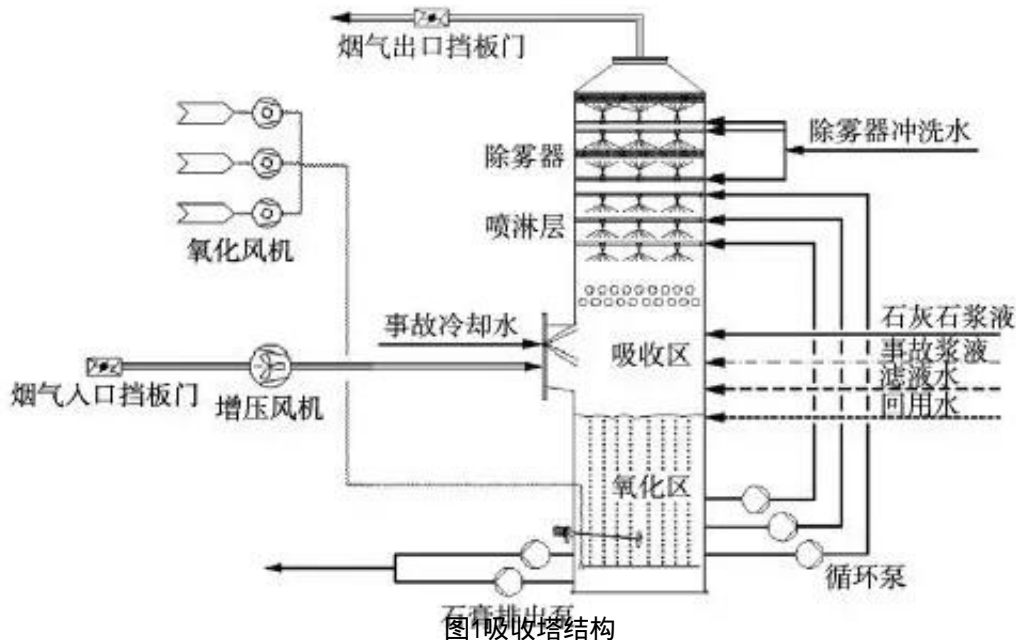 烟气出口挡板门
除雾器冲洗水
除雾器
喷淋层
氧化风机
事故冷却水
石灰石浆液
吸收区
事故浆液
滤液水
烟气入口挡板门
增压风机
回用水
氧化区
循环泵
石膏排出泵
图1吸收塔结构